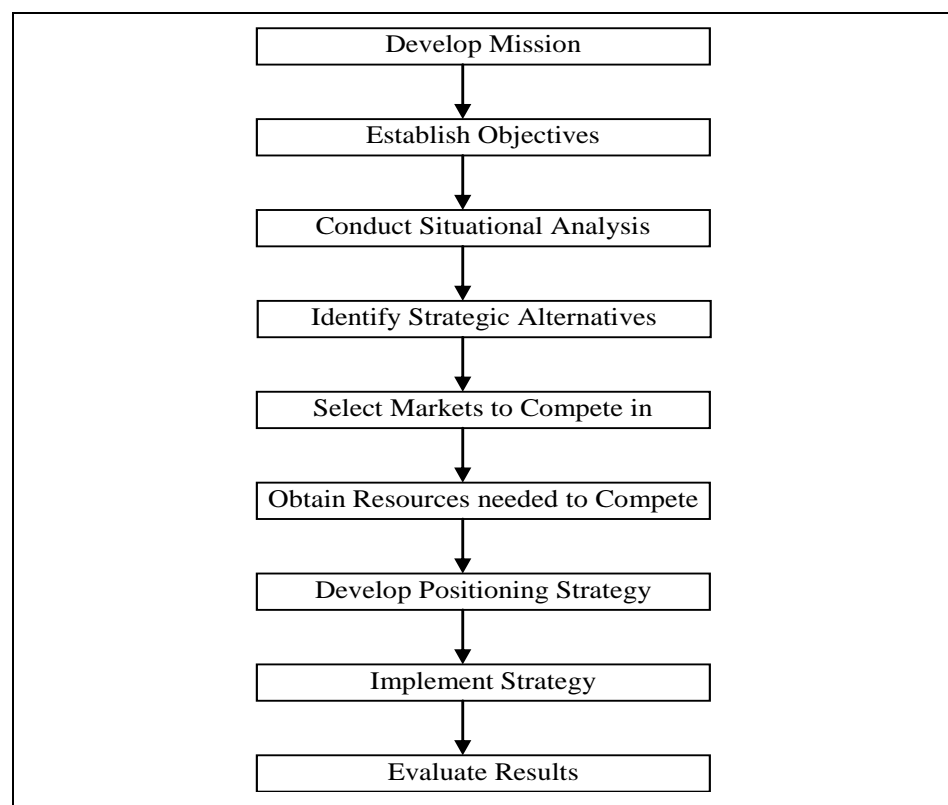 Develop Mission
Establish Objectives
Conduct Situational Analysis
Identify Strategic Alternatives
Select Markets to Compete in
Obtain Resources needed to Compete
Develop Positioning Strategy
Implement Strategy
Evaluate Results